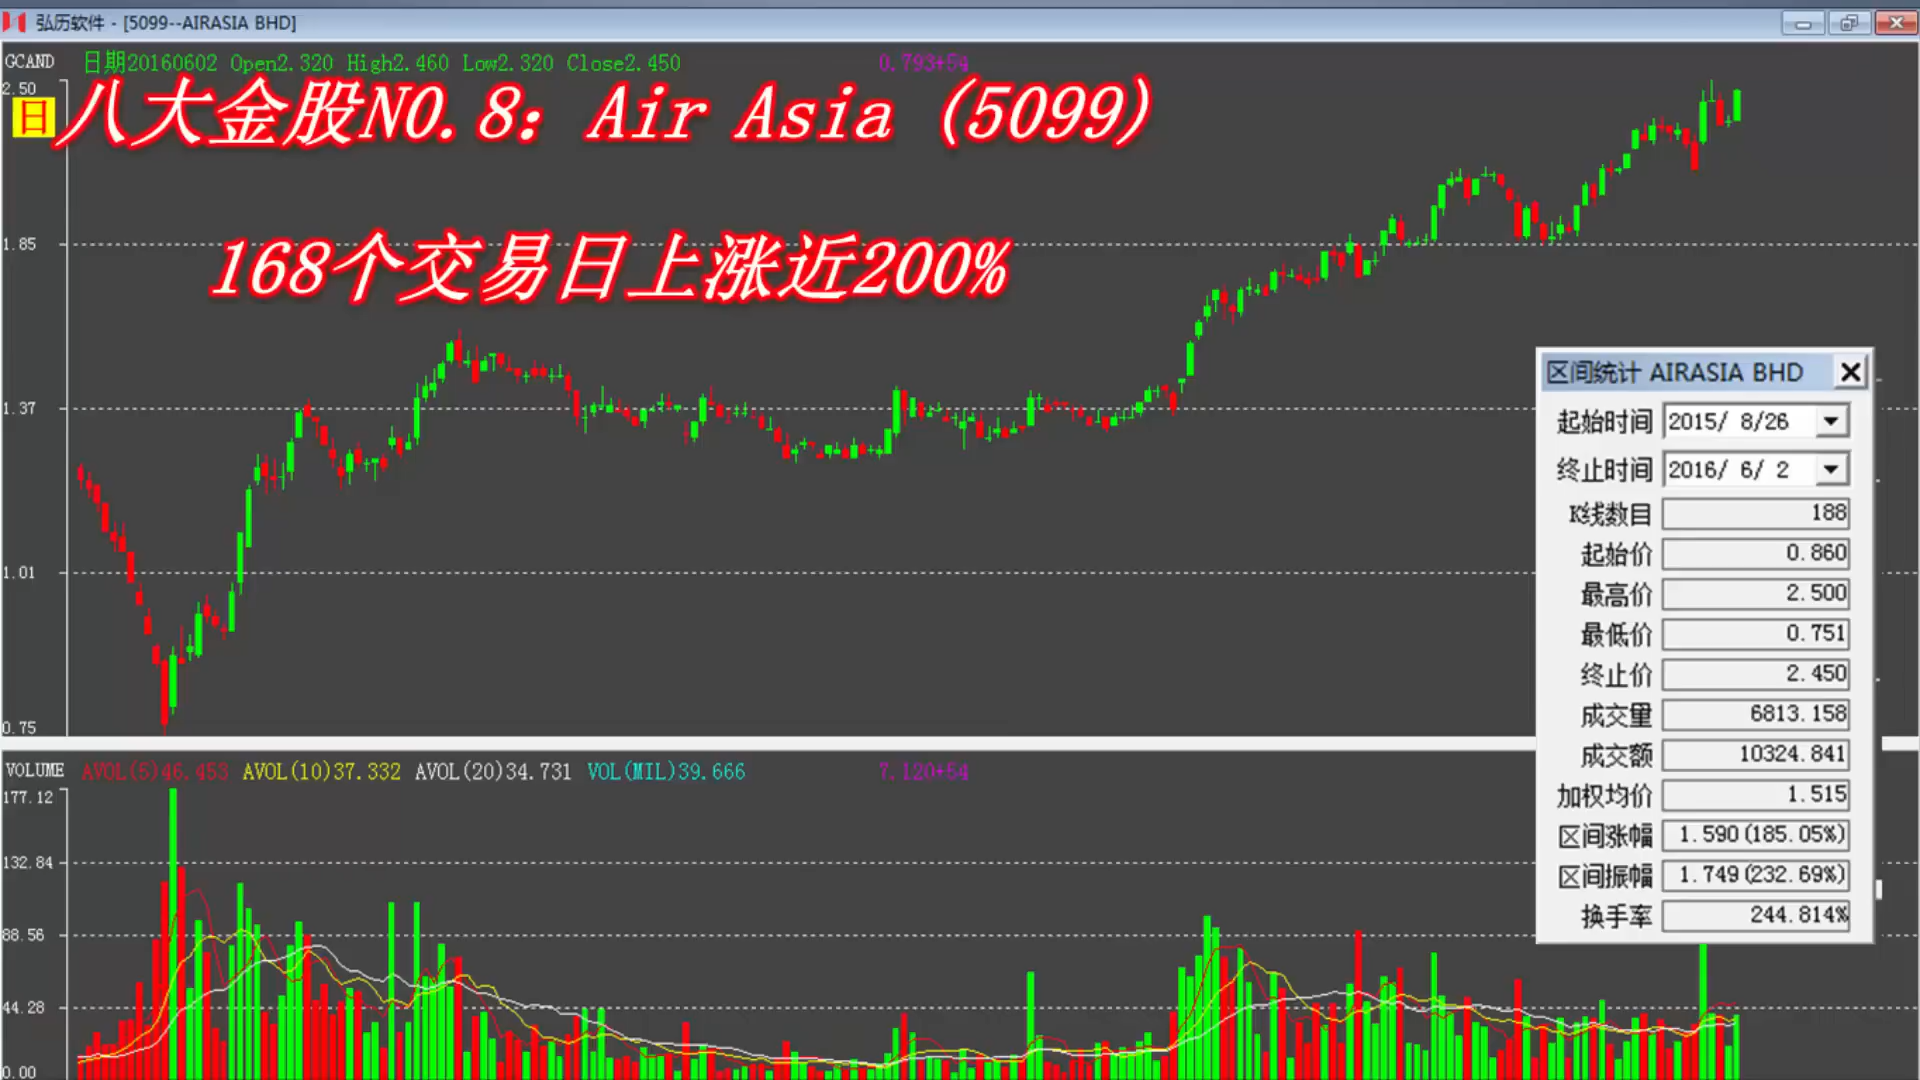 弘历软件 - [5099--AIRASIA BHD]
GCAND 日期20160602 Open2.320 High2.460 Low2.320 Close2.450 0.793+54
2.50
日
八大金股NO.8: Air Asia (5099)
1.85
168个交易日上涨近200%
1.37
1.01
0.75
区间统计 AIRASIA BHD
起始时间 2015/ 8/26
终止时间 2016/ 6/ 2
K线数目 188
起始价 0.860
最高价 2.500
最低价 0.751
终止价 2.450
成交量 6813.158
成交额 10324.841
加权均价 1.515
区间涨幅 1.590(185.05%)
区间振幅 1.749(232.69%)
换手率 244.814%
VOLUME AVOL(5)46.453 AVOL(10)37.332 AVOL(20)34.731 VOL(MIL)39.666 7.120+54
177.12
132.84
88.56
44.28
0.00